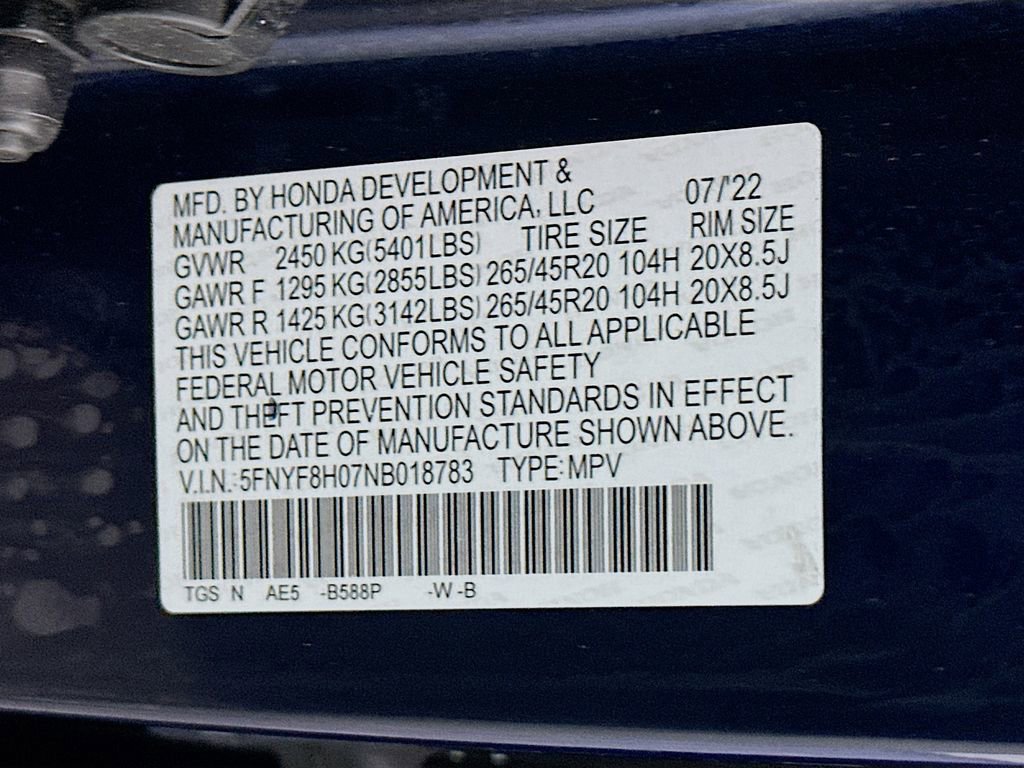 MFD. BY HONDA DEVELOPMENT &
MANUFACTURING OF AMERICA, LLC 07/'22
GVWR 2450 KG(5401LBS) TIRE SIZE RIM SIZE
GAWR F 1295 KG(2855LBS) 265/45R20 104H 20X8.5J
GAWR R 1425 KG(3142LBS) 265/45R20 104H 20X8.5J
THIS VEHICLE CONFORMS TO ALL APPLICABLE
FEDERAL MOTOR VEHICLE SAFETY
AND THEFT PREVENTION STANDARDS IN EFFECT
ON THE DATE OF MANUFACTURE SHOWN ABOVE.
V.I.N.:5FNYF8H07NB018783 TYPE:MPV
TGS N AE5 -B588P -W -B